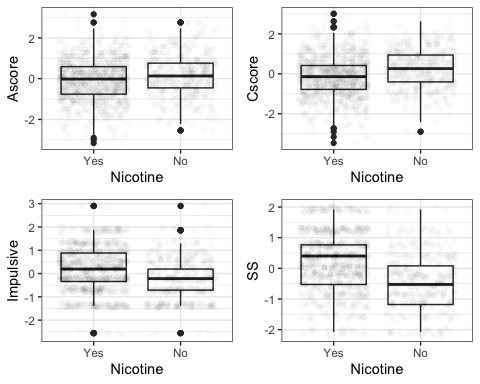 Ascore
2
0
-2
Yes
No
Nicotine
Cscore
2
0
-2
Yes
No
Nicotine
Impulsive
3
2
1
0
-1
-2
Yes
No
Nicotine
SS
2
1
0
-1
-2
Yes
No
Nicotine